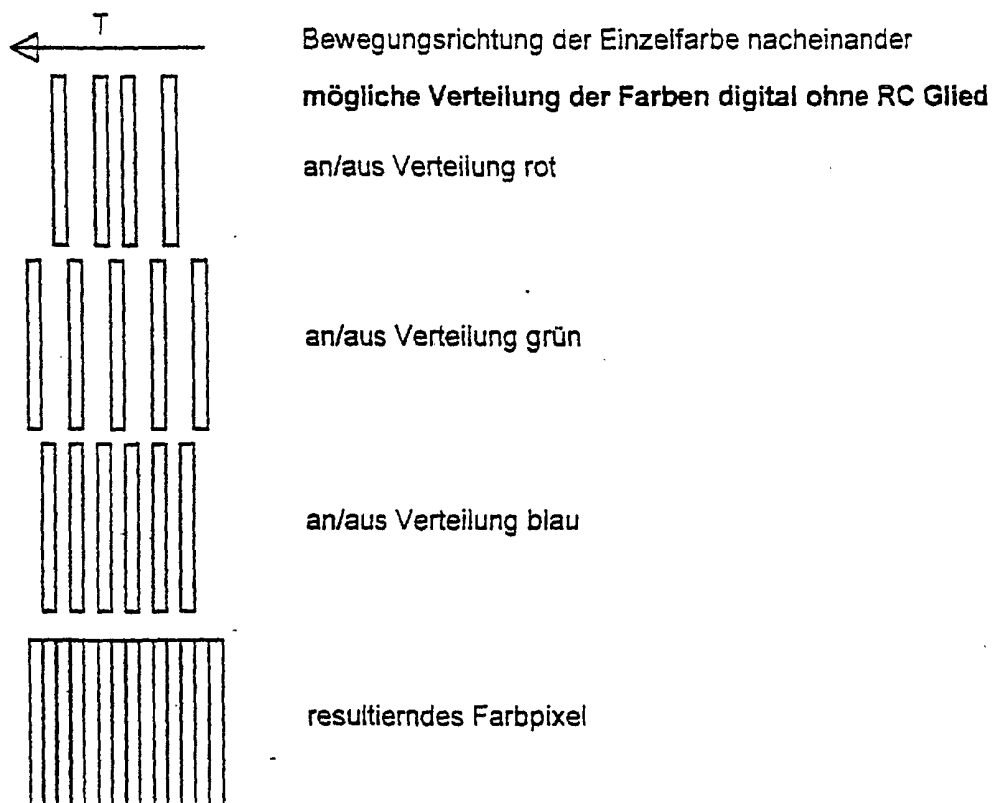 T
Bewegungsrichtung der Einzelfarbe nacheinander
mögliche Verteilung der Farben digital ohne RC Glied
an/aus Verteilung rot
an/aus Verteilung grün
an/aus Verteilung blau
resultierndes Farbpixel